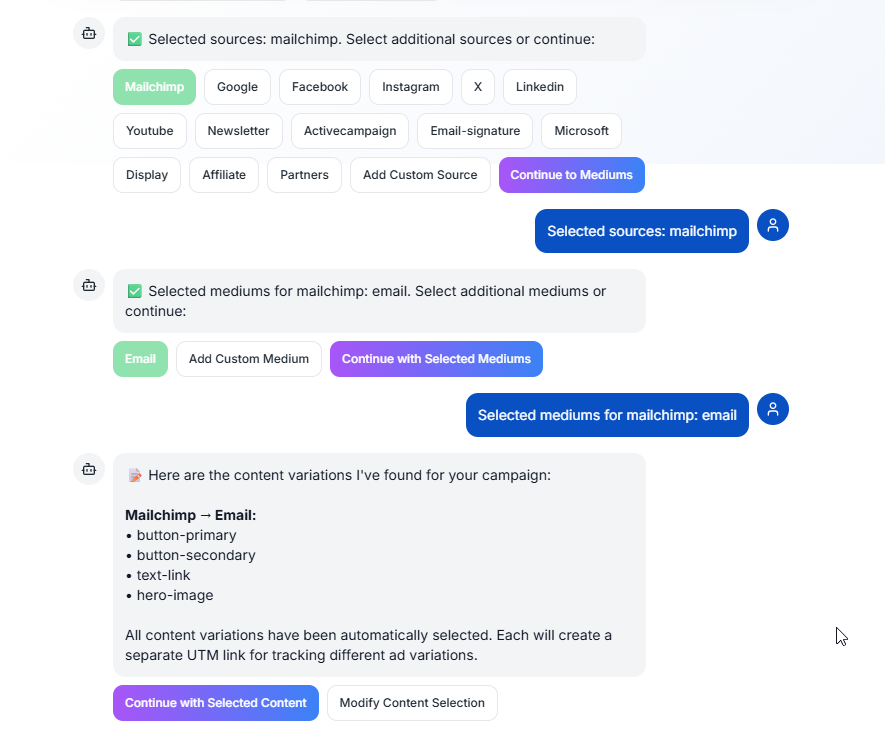 ✅ Selected sources: mailchimp. Select additional sources or continue:
Mailchimp Google Facebook Instagram X Linkedin
Youtube Newsletter Activecampaign Email-signature Microsoft
Display Affiliate Partners Add Custom Source Continue to Mediums
Selected sources: mailchimp
✅ Selected mediums for mailchimp: email. Select additional mediums or
continue:
Email Add Custom Medium Continue with Selected Mediums
Selected mediums for mailchimp: email
📝 Here are the content variations I've found for your campaign:
Mailchimp → Email:
• button-primary
• button-secondary
• text-link
• hero-image
All content variations have been automatically selected. Each will create a
separate UTM link for tracking different ad variations.
Continue with Selected Content Modify Content Selection